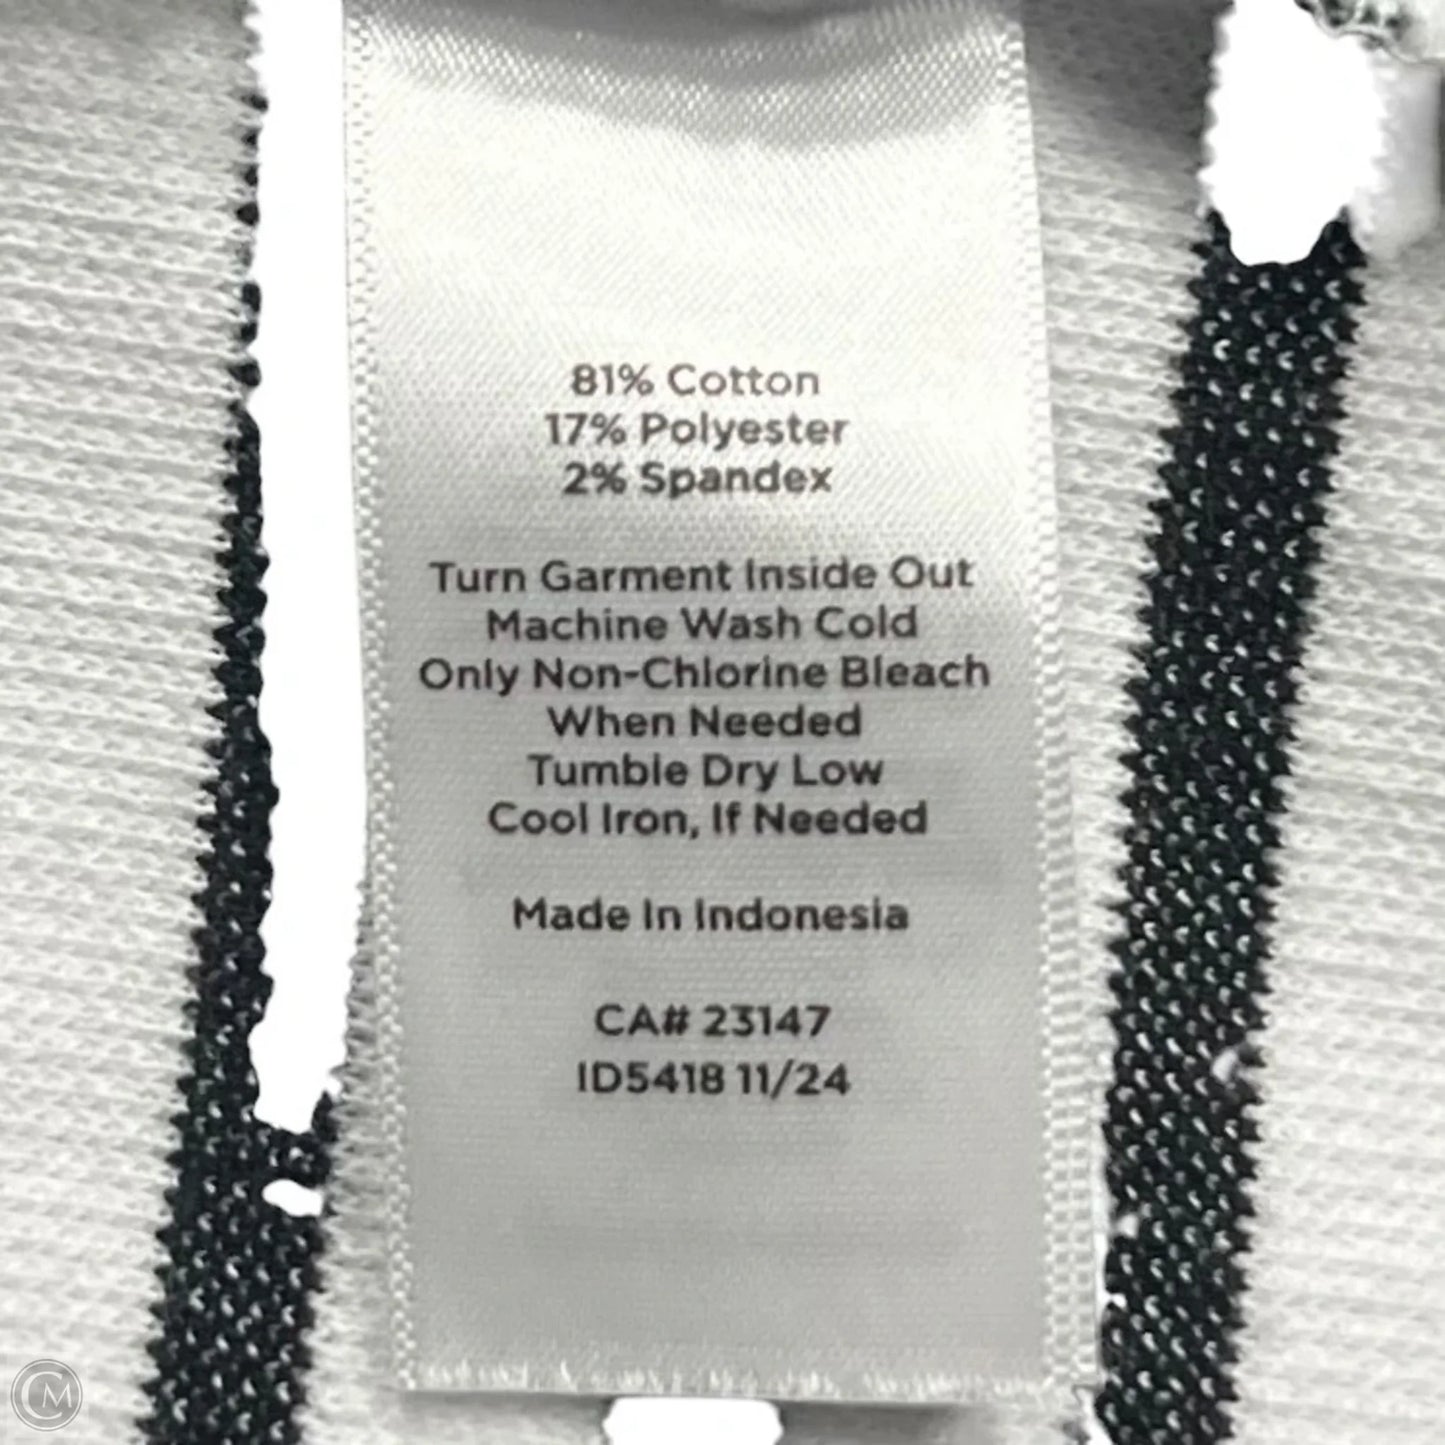 81% Cotton
17% Polyester
2% Spandex
Turn Garment Inside Out
Machine Wash Cold
Only Non-Chlorine Bleach
When Needed
Tumble Dry Low
Cool Iron, If Needed
Made In Indonesia
CA# 23147
ID5418 11/24
CM